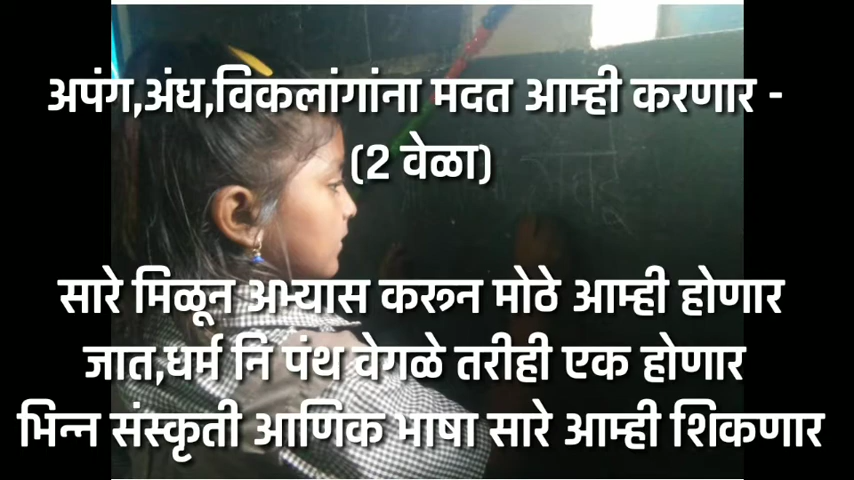 अपंग,अंध,विकलांगांना मदत आम्ही करणार -
(2 वेळा)
सारे मिळून अभ्यास करून मोठे आम्ही होणार
जात,धर्म नि पंथ वेगळे तरीही एक होणार
भिन्न संस्कृती आणिक भाषा सारे आम्ही शिकणार